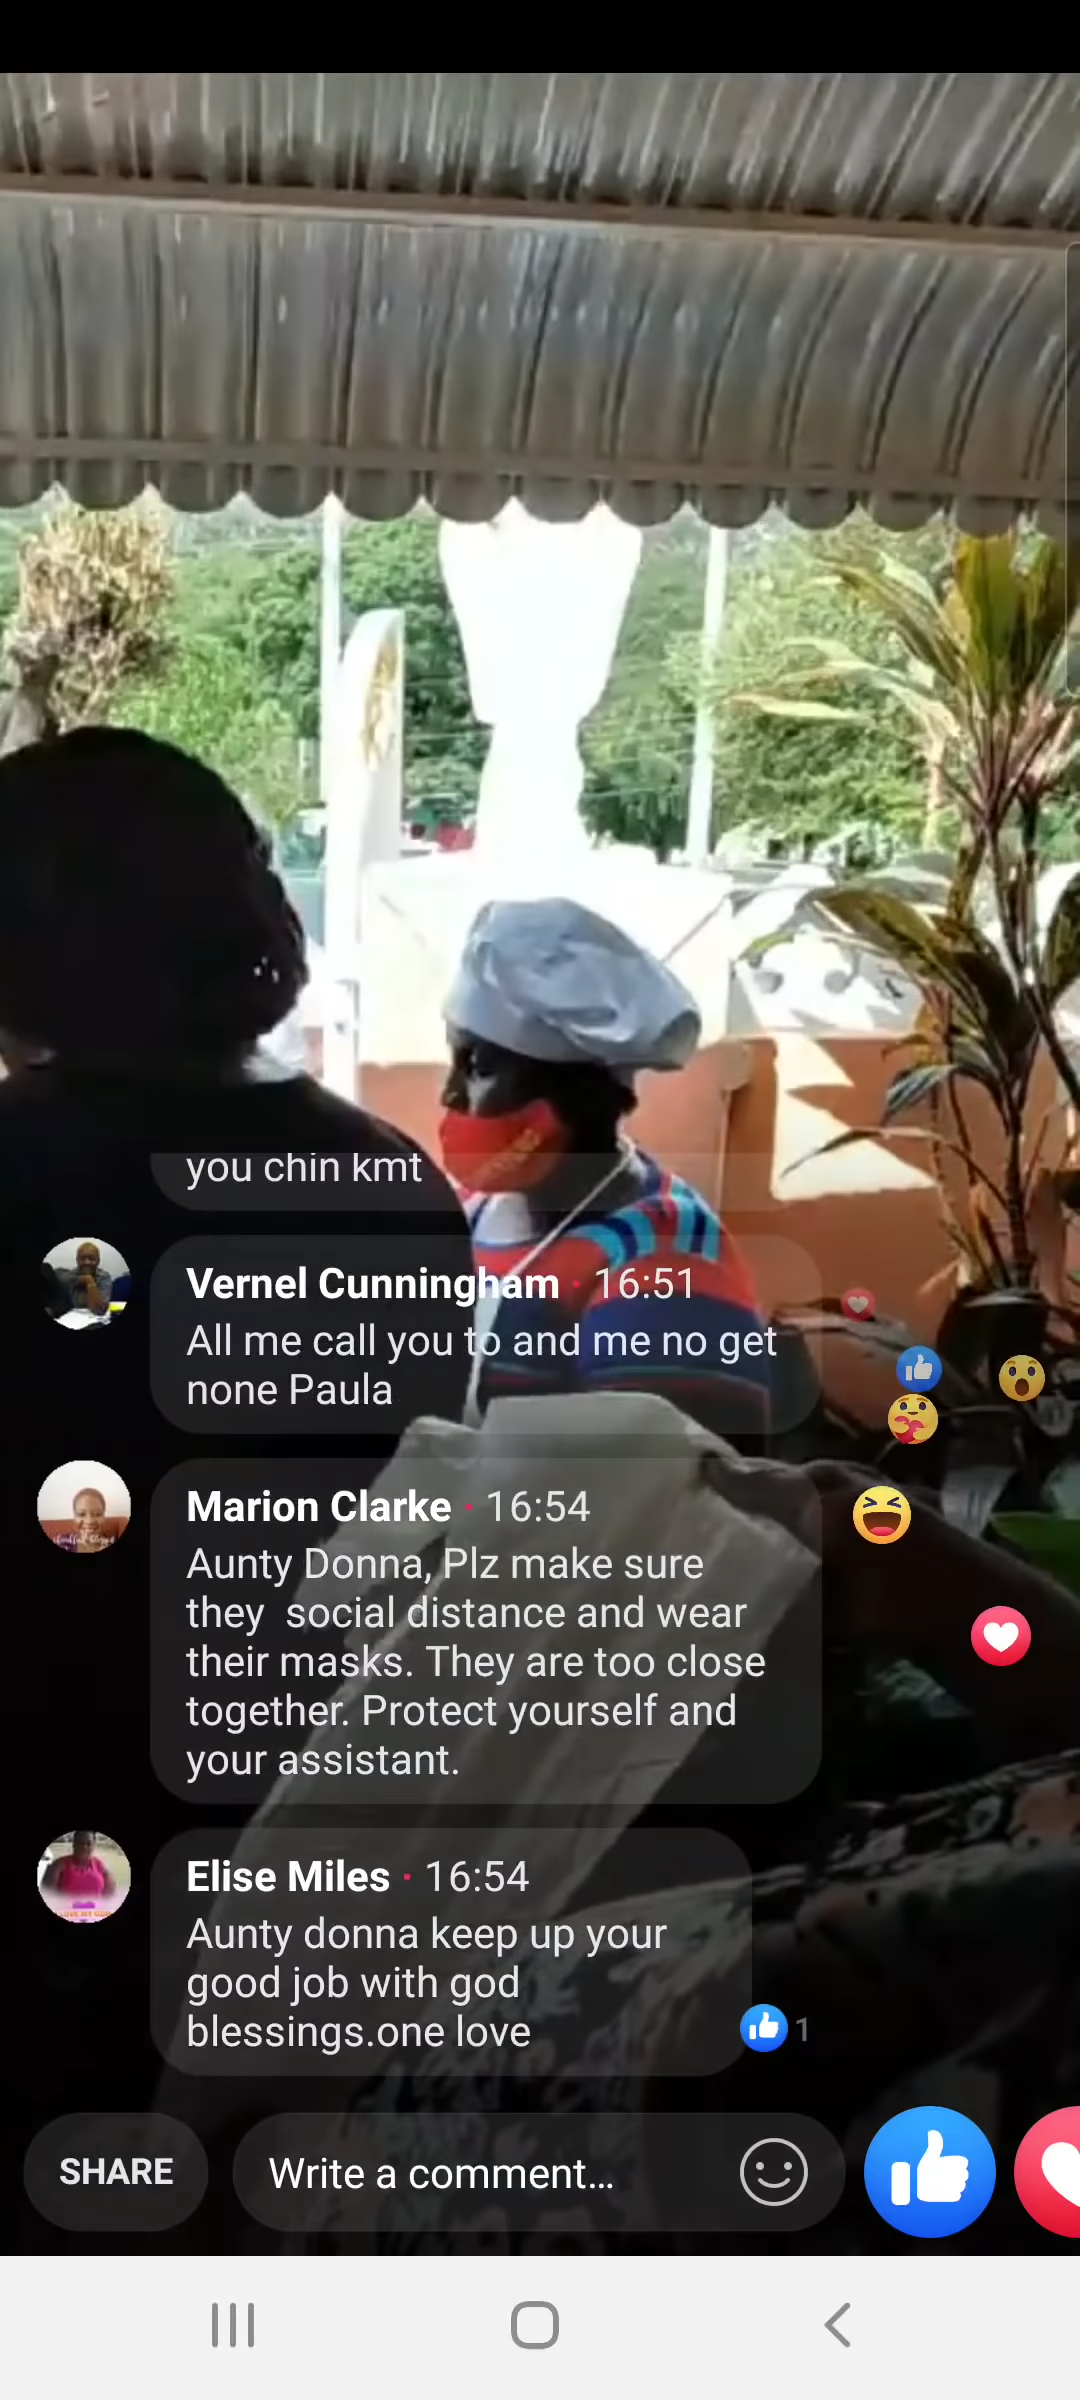 you chin kmt
Vernel Cunningham · 16:51
All me call you to and me no get
none Paula
Marion Clarke · 16:54
Aunty Donna, Plz make sure
they social distance and wear
their masks. They are too close
together. Protect yourself and
your assistant.
Elise Miles · 16:54
Aunty donna keep up your
good job with god
blessings.one love
1
SHARE
Write a comment...